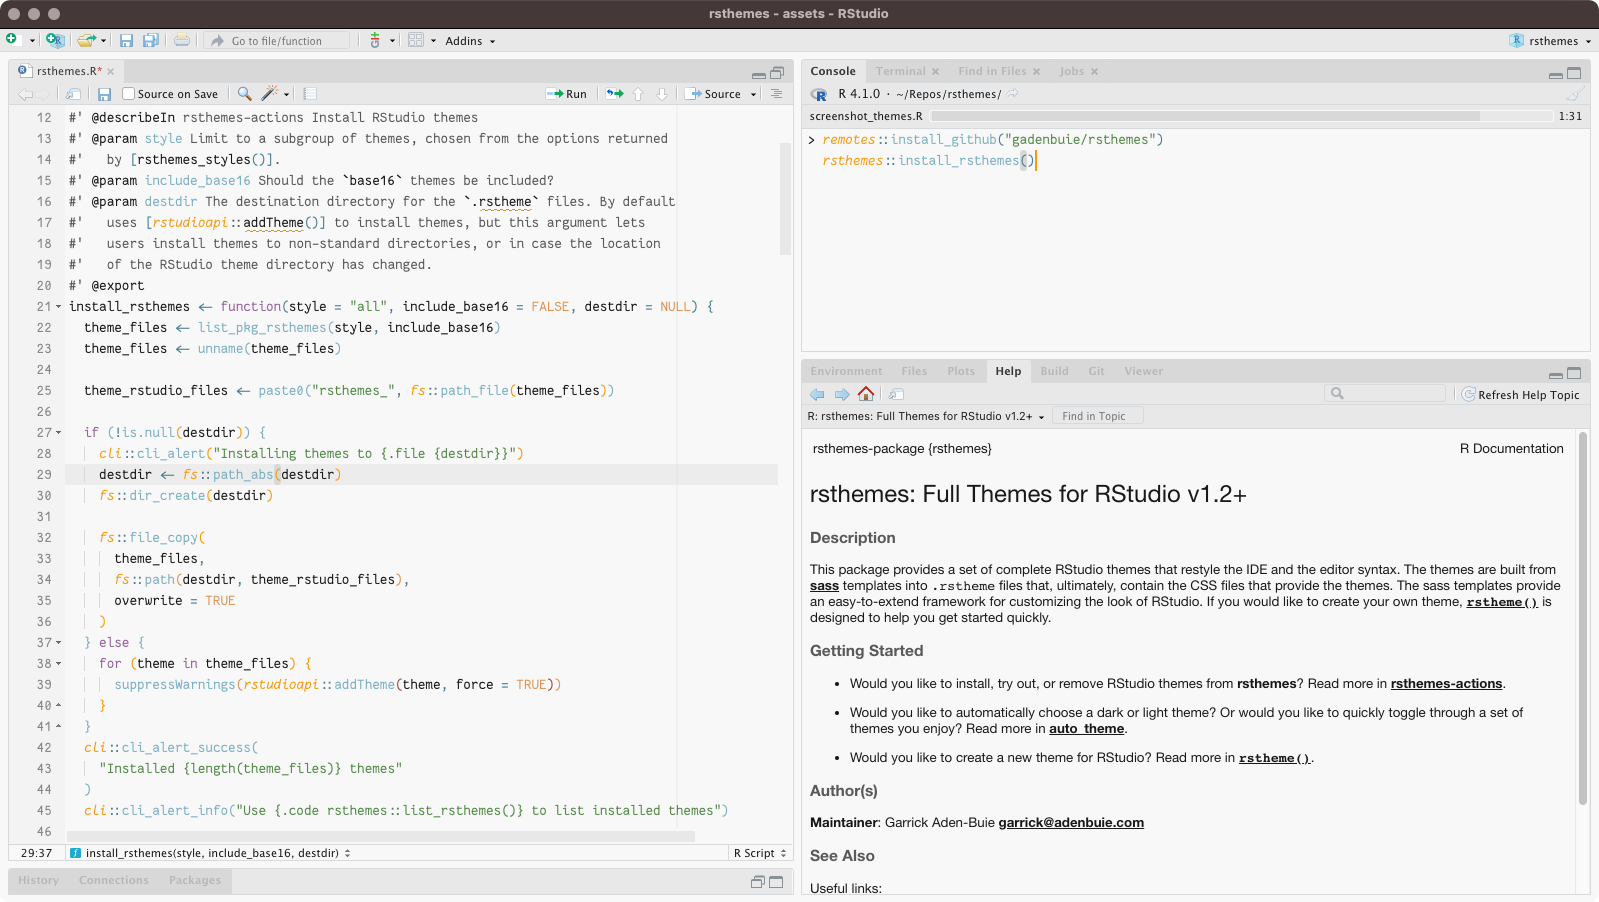 rsthemes - assets - RStudio
Go to file/function
Addins
rsthemes
rsthemes.R*
Source on Save
Run
Source
12 #' @describeIn rsthemes-actions Install RStudio themes
13 #' @param style Limit to a subgroup of themes, chosen from the options returned
14 #'   by [rsthemes_styles()].
15 #' @param include_base16 Should the `base16` themes be included?
16 #' @param destdir The destination directory for the `.rstheme` files. By default
17 #'   uses [rstudioapi::addTheme()] to install themes, but this argument lets
18 #'   users install themes to non-standard directories, or in case the location
19 #'   of the RStudio theme directory has changed.
20 #' @export
21 install_rsthemes <- function(style = "all", include_base16 = FALSE, destdir = NULL) {
22   theme_files <- list_pkg_rsthemes(style, include_base16)
23   theme_files <- unname(theme_files)
24
25   theme_rstudio_files <- paste0("rsthemes_", fs::path_file(theme_files))
26
27   if (!is.null(destdir)) {
28     cli::cli_alert("Installing themes to {.file {destdir}}")
29     destdir <- fs::path_abs(destdir)
30     fs::dir_create(destdir)
31
32     fs::file_copy(
33       theme_files,
34       fs::path(destdir, theme_rstudio_files),
35       overwrite = TRUE
36     )
37   } else {
38     for (theme in theme_files) {
39       suppressWarnings(rstudioapi::addTheme(theme, force = TRUE))
40     }
41   }
42   cli::cli_alert_success(
43     "Installed {length(theme_files)} themes"
44   )
45   cli::cli_alert_info("Use {.code rsthemes::list_rsthemes()} to list installed themes")
46
29:37 install_rsthemes(style, include_base16, destdir) R Script
History Connections Packages
Console Terminal Find in Files Jobs
R 4.1.0 · ~/Repos/rsthemes/
screenshot_themes.R 1:31
> remotes::install_github("gadenbuie/rsthemes")
rsthemes::install_rsthemes()
Environment Files Plots Help Build Git Viewer
Refresh Help Topic
R: rsthemes: Full Themes for RStudio v1.2+ Find in Topic
rsthemes-package {rsthemes} R Documentation
rsthemes: Full Themes for RStudio v1.2+
Description
This package provides a set of complete RStudio themes that restyle the IDE and the editor syntax. The themes are built from
sass templates into .rstheme files that, ultimately, contain the CSS files that provide the themes. The sass templates provide
an easy-to-extend framework for customizing the look of RStudio. If you would like to create your own theme, rstheme() is
designed to help you get started quickly.
Getting Started
• Would you like to install, try out, or remove RStudio themes from rsthemes? Read more in rsthemes-actions.
• Would you like to automatically choose a dark or light theme? Or would you like to quickly toggle through a set of
themes you enjoy? Read more in auto_theme.
• Would you like to create a new theme for RStudio? Read more in rstheme().
Author(s)
Maintainer: Garrick Aden-Buie garrick@adenbuie.com
See Also
Useful links: